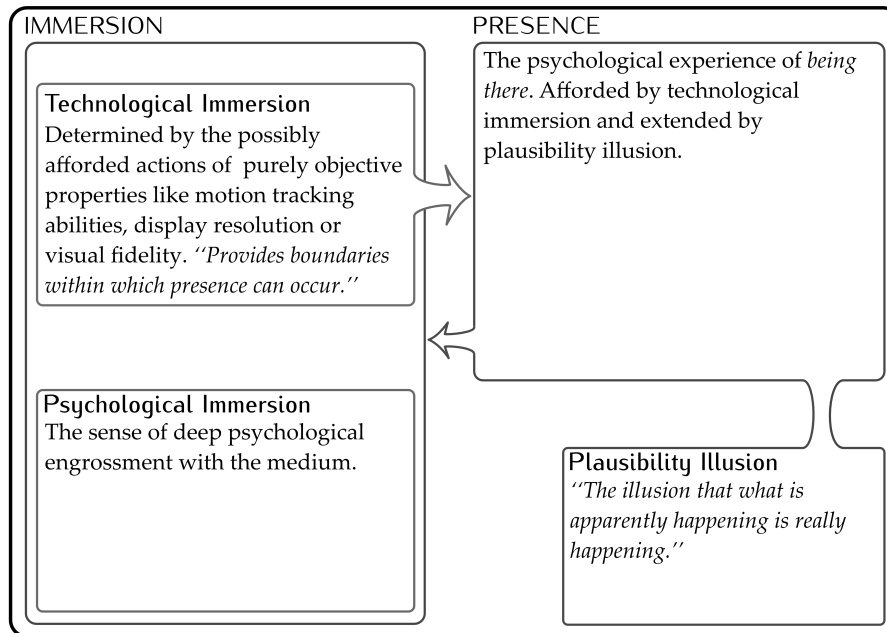 IMMERSION
Technological Immersion
Determined by the possibly
afforded actions of purely objective
properties like motion tracking
abilities, display resolution or
visual fidelity. ‘‘Provides boundaries
within which presence can occur.’’
Psychological Immersion
The sense of deep psychological
engrossment with the medium.
PRESENCE
The psychological experience of being
there. Afforded by technological
immersion and extended by
plausibility illusion.
Plausibility Illusion
‘‘The illusion that what is
apparently happening is really
happening.’’